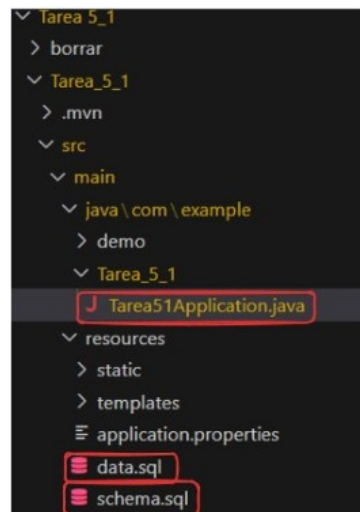 Tarea 5_1
borrar
Tarea_5_1
.mvn
src
main
java\com\example
demo
Tarea_5_1
J Tarea51Application.java
resources
static
templates
application.properties
data.sql
schema.sql